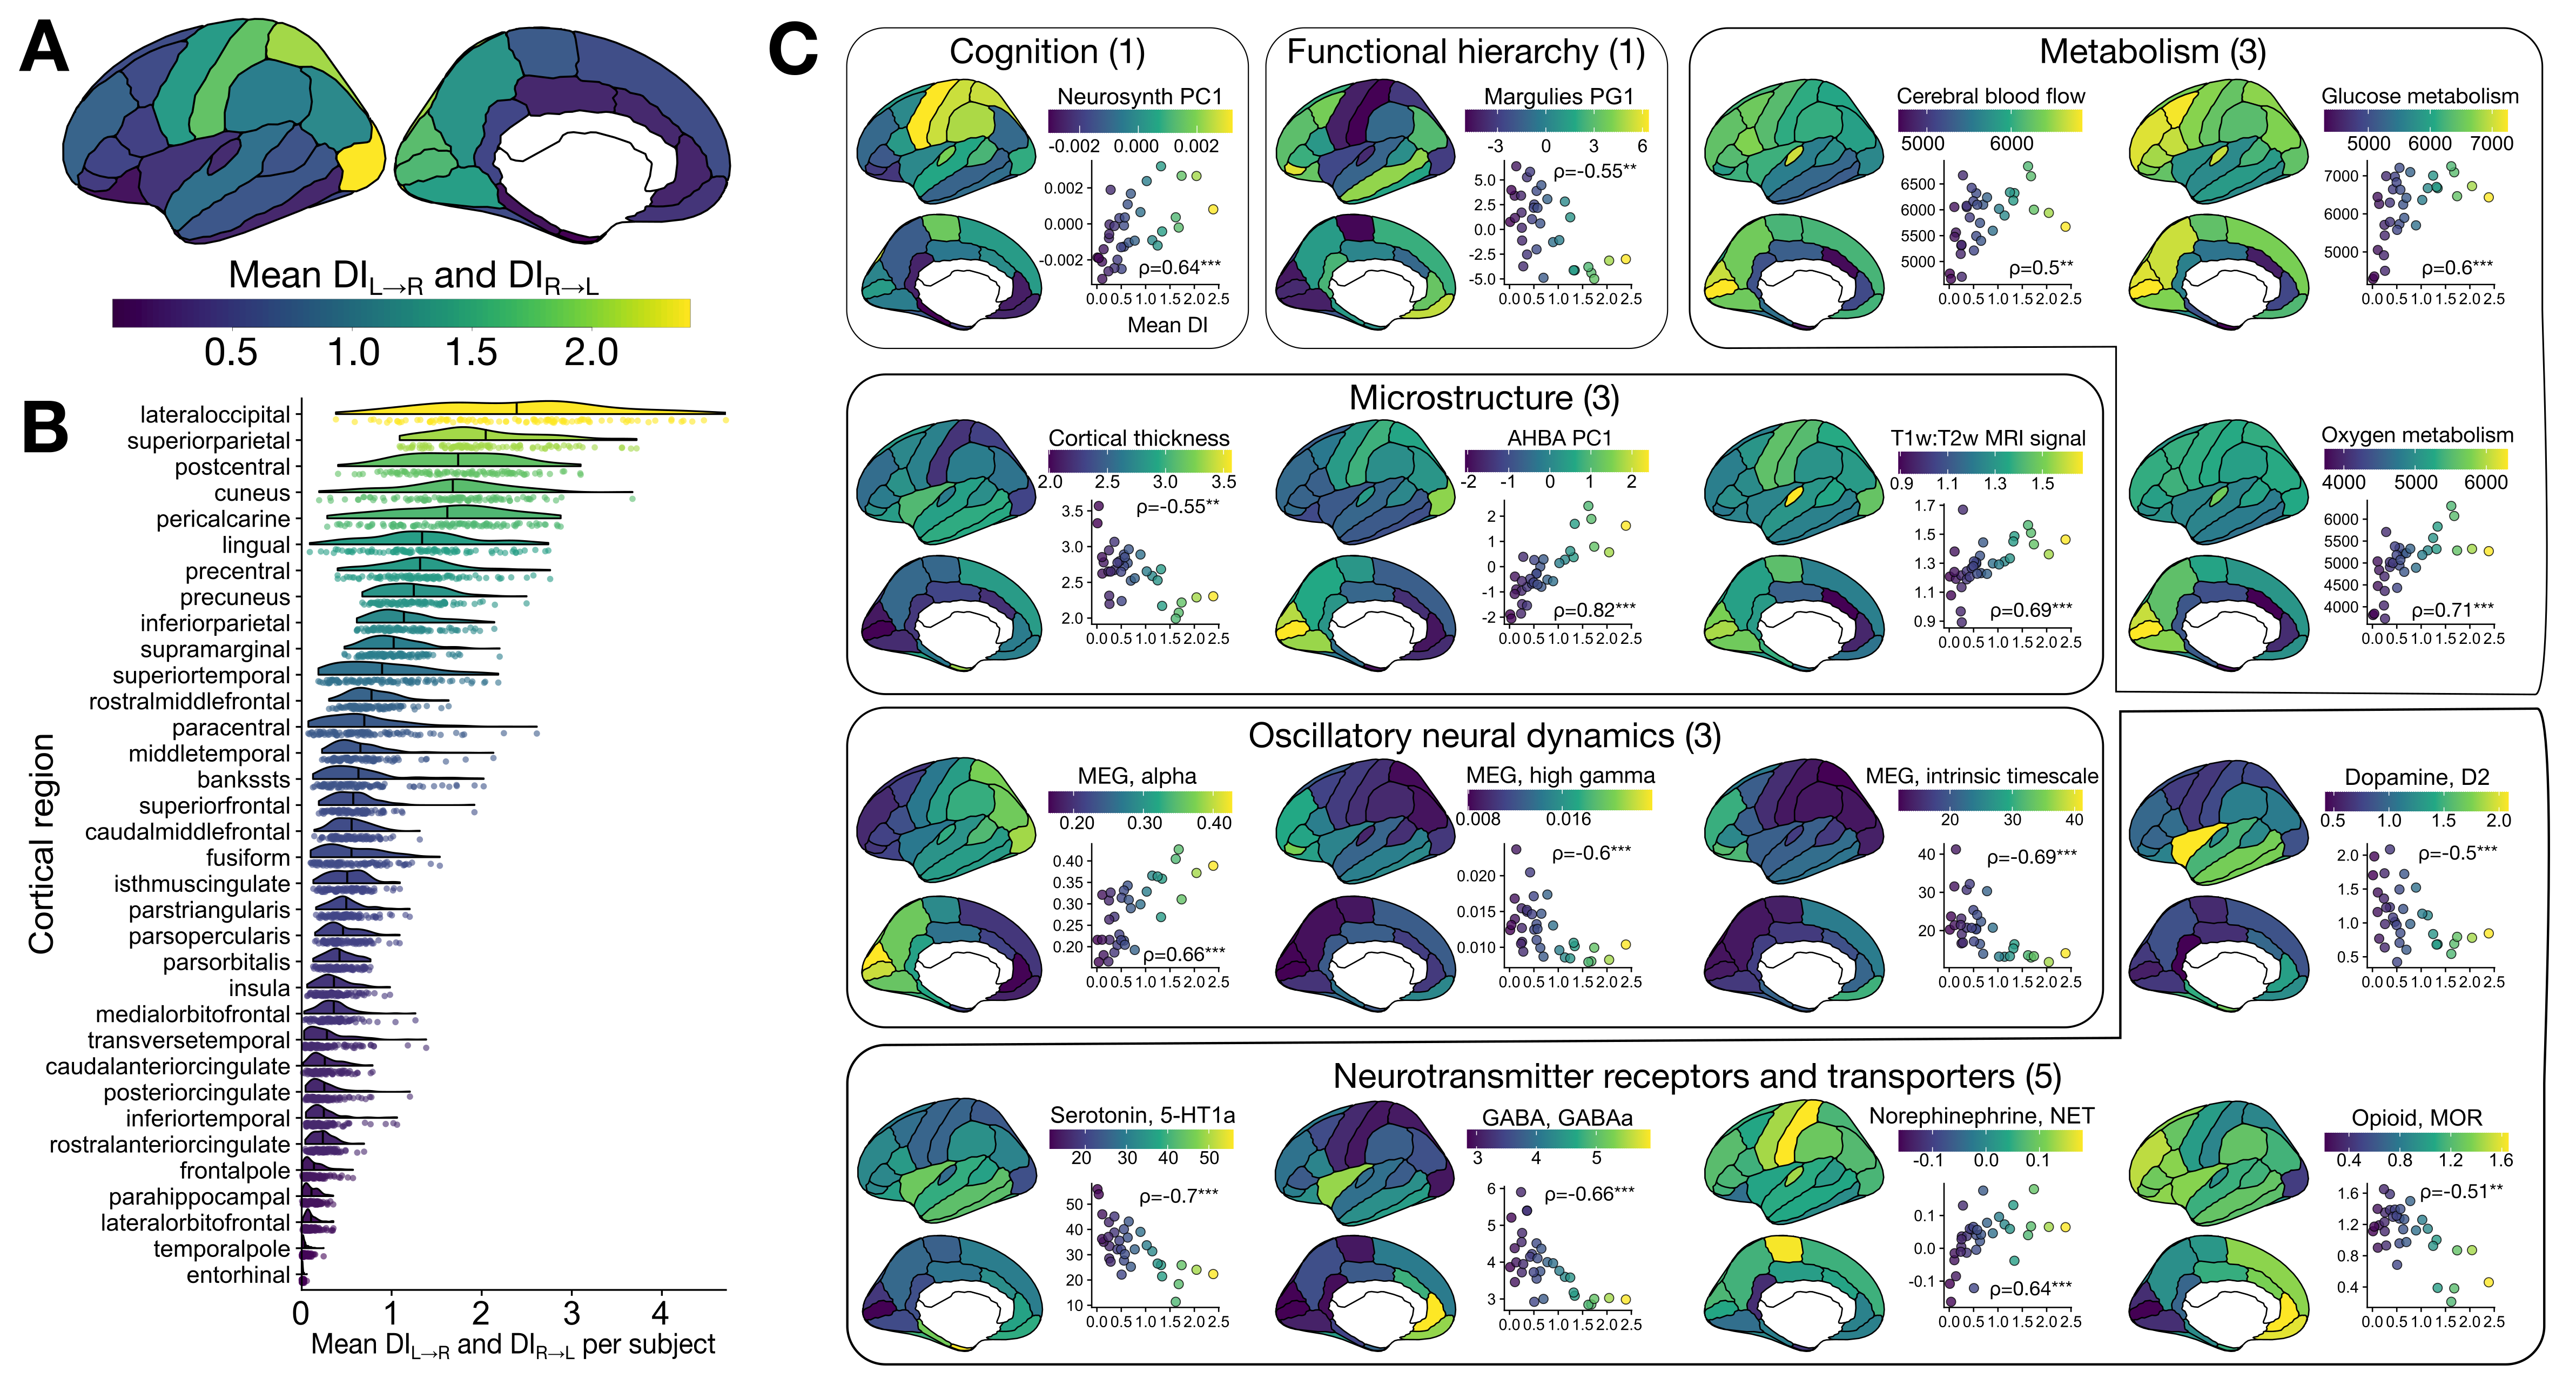 A
Mean DI L→R and DI R→L
0.5 1.0 1.5 2.0
B
Cortical region
lateraloccipital
superiorparietal
postcentral
cuneus
pericalcarine
lingual
precentral
precuneus
inferiorparietal
supramarginal
superiortemporal
rostralmiddlefrontal
paracentral
middletemporal
bankssts
superiorfrontal
caudalmiddlefrontal
fusiform
isthmuscingulate
parstriangularis
parsopercularis
parsorbitalis
insula
medialorbitofrontal
transversetemporal
caudalanteriorcingulate
posteriorcingulate
inferiortemporal
rostralanteriorcingulate
frontalpole
parahippocampal
lateralorbitofrontal
temporalpole
entorhinal
0 1 2 3 4
Mean DI L→R and DI R→L per subject
C
Cognition (1)
Neurosynth PC1
-0.002 0.000 0.002
0.002
0.000
-0.002
ρ=0.64***
0.0 0.5 1.0 1.5 2.0 2.5
Mean DI
Functional hierarchy (1)
Margulies PG1
-3 0 3 6
5.0
2.5
0.0
-2.5
-5.0
ρ=-0.55**
0.0 0.5 1.0 1.5 2.0 2.5
Metabolism (3)
Cerebral blood flow
5000 6000
6500
6000
5500
5000
ρ=0.5**
0.0 0.5 1.0 1.5 2.0 2.5
Glucose metabolism
5000 6000 7000
7000
6000
5000
ρ=0.6***
0.0 0.5 1.0 1.5 2.0 2.5
Oxygen metabolism
4000 5000 6000
6000
5500
5000
4500
4000
ρ=0.71***
0.0 0.5 1.0 1.5 2.0 2.5
Microstructure (3)
Cortical thickness
2.0 2.5 3.0 3.5
3.5
3.0
2.5
2.0
ρ=-0.55**
0.0 0.5 1.0 1.5 2.0 2.5
AHBA PC1
-2 -1 0 1 2
2
1
0
-1
-2
ρ=0.82***
0.0 0.5 1.0 1.5 2.0 2.5
T1w:T2w MRI signal
0.9 1.1 1.3 1.5
1.7
1.5
1.3
1.1
0.9
ρ=0.69***
0.0 0.5 1.0 1.5 2.0 2.5
Oscillatory neural dynamics (3)
MEG, alpha
0.20 0.30 0.40
0.40
0.35
0.30
0.25
0.20
ρ=0.66***
0.0 0.5 1.0 1.5 2.0 2.5
MEG, high gamma
0.008 0.016
0.020
0.015
0.010
ρ=-0.6***
0.0 0.5 1.0 1.5 2.0 2.5
MEG, intrinsic timescale
20 30 40
40
30
20
ρ=-0.69***
0.0 0.5 1.0 1.5 2.0 2.5
Neurotransmitter receptors and transporters (5)
Dopamine, D2
0.5 1.0 1.5 2.0
2.0
1.5
1.0
0.5
ρ=-0.5***
0.0 0.5 1.0 1.5 2.0 2.5
Serotonin, 5-HT1a
20 30 40 50
50
40
30
20
10
ρ=-0.7***
0.0 0.5 1.0 1.5 2.0 2.5
GABA, GABAa
3 4 5
6
5
4
3
ρ=-0.66***
0.0 0.5 1.0 1.5 2.0 2.5
Norephinephrine, NET
-0.1 0.0 0.1
0.1
0.0
-0.1
ρ=0.64***
0.0 0.5 1.0 1.5 2.0 2.5
Opioid, MOR
0.4 0.8 1.2 1.6
1.6
1.2
0.8
0.4
ρ=-0.51**
0.0 0.5 1.0 1.5 2.0 2.5